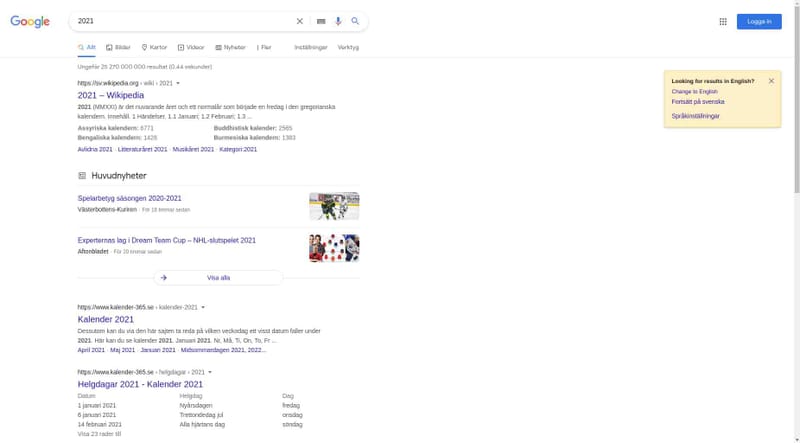 Google
2021
Logga in
Allt
Bilder
Kartor
Videor
Nyheter
Fler
Inställningar
Verktyg
Ungefär 25 270 000 000 resultat (0,44 sekunder)
https://sv.wikipedia.org › wiki › 2021
2021 – Wikipedia
2021 (MMXXI) är det nuvarande året och ett normalår som började en fredag i den gregorianska
kalendern. Innehåll. 1 Händelser. 1.1 Januari; 1.2 Februari; 1.3 ...
Assyriska kalendern: 6771
Buddhistisk kalender: 2565
Bengaliska kalendern: 1428
Burmesiska kalendern: 1383
Avlidna 2021 · Litteraturåret 2021 · Musikåret 2021 · Kategori:2021
Looking for results in English?
Change to English
Fortsätt på svenska
Språkinställningar
Huvudnyheter
Spelarbetyg säsongen 2020-2021
Västerbottens-Kuriren · För 18 timmar sedan
Experternas lag i Dream Team Cup – NHL-slutspelet 2021
Aftonbladet · För 20 timmar sedan
Visa alla
https://www.kalender-365.se › kalender-2021
Kalender 2021
Dessutom kan du via den här sajten ta reda på vilken veckodag ett visst datum faller under
2021. Här kan du se kalender 2021. Januari 2021. Nr, Må, Ti, On, To, Fr ...
April 2021 · Maj 2021 · Januari 2021 · Midsommardagen 2021, 2022...
https://www.kalender-365.se › helgdagar › 2021
Helgdagar 2021 - Kalender 2021
Datum Helgdag Dag
1 januari 2021 Nyårsdagen fredag
6 januari 2021 Trettondedag jul onsdag
14 februari 2021 Alla hjärtans dag söndag
Visa 23 rader till